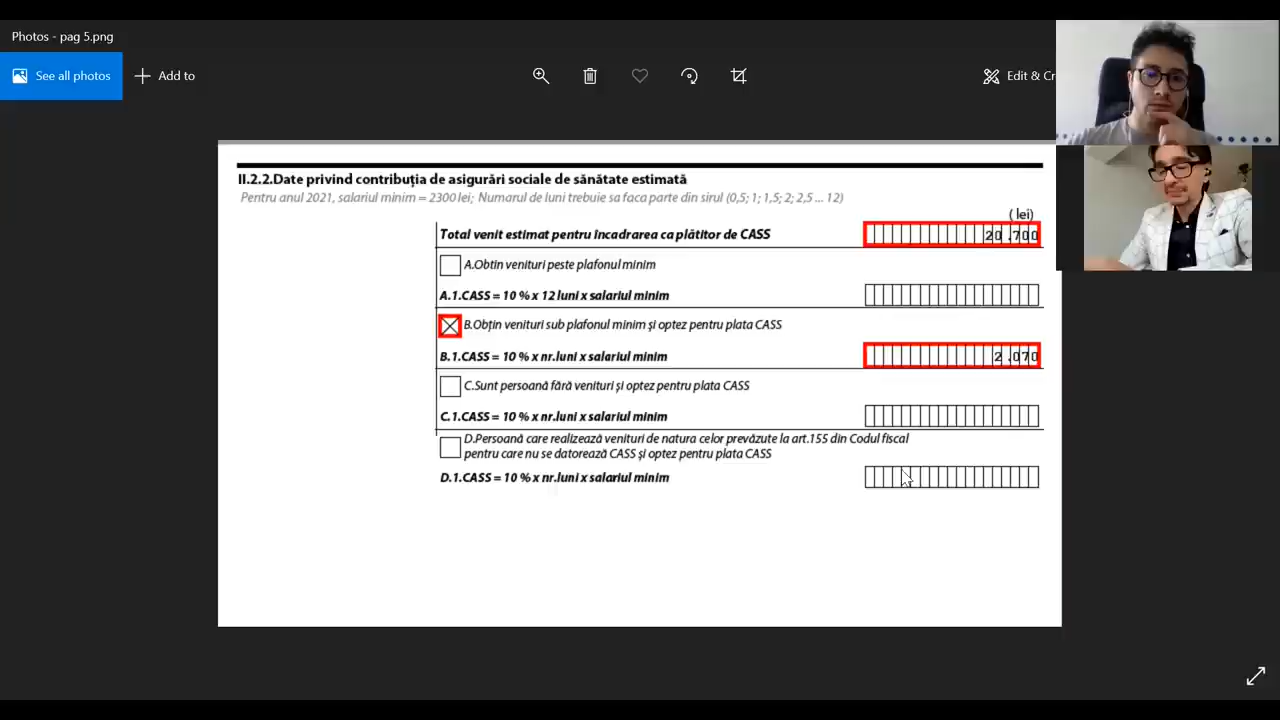 Photos - pag 5.png
See all photos
Add to
Edit & Cr
II.2.2.Date privind contribuția de asigurări sociale de sănătate estimată
Pentru anul 2021, salariul minim = 2300 lei; Numarul de luni trebuie sa faca parte din sirul (0,5; 1; 1,5; 2; 2,5 ... 12)
( lei)
Total venit estimat pentru încadrarea ca plătitor de CASS 20.700
A.Obtin venituri peste plafonul minim
A.1.CASS = 10 % x 12 luni x salariul minim
B.Obțin venituri sub plafonul minim și optez pentru plata CASS
B.1.CASS = 10 % x nr.luni x salariul minim 2.070
C.Sunt persoană fără venituri și optez pentru plata CASS
C.1.CASS = 10 % x nr.luni x salariul minim
D.Persoană care realizează venituri de natura celor prevăzute la art.155 din Codul fiscal
pentru care nu se datorează CASS și optez pentru plata CASS
D.1.CASS = 10 % x nr.luni x salariul minim